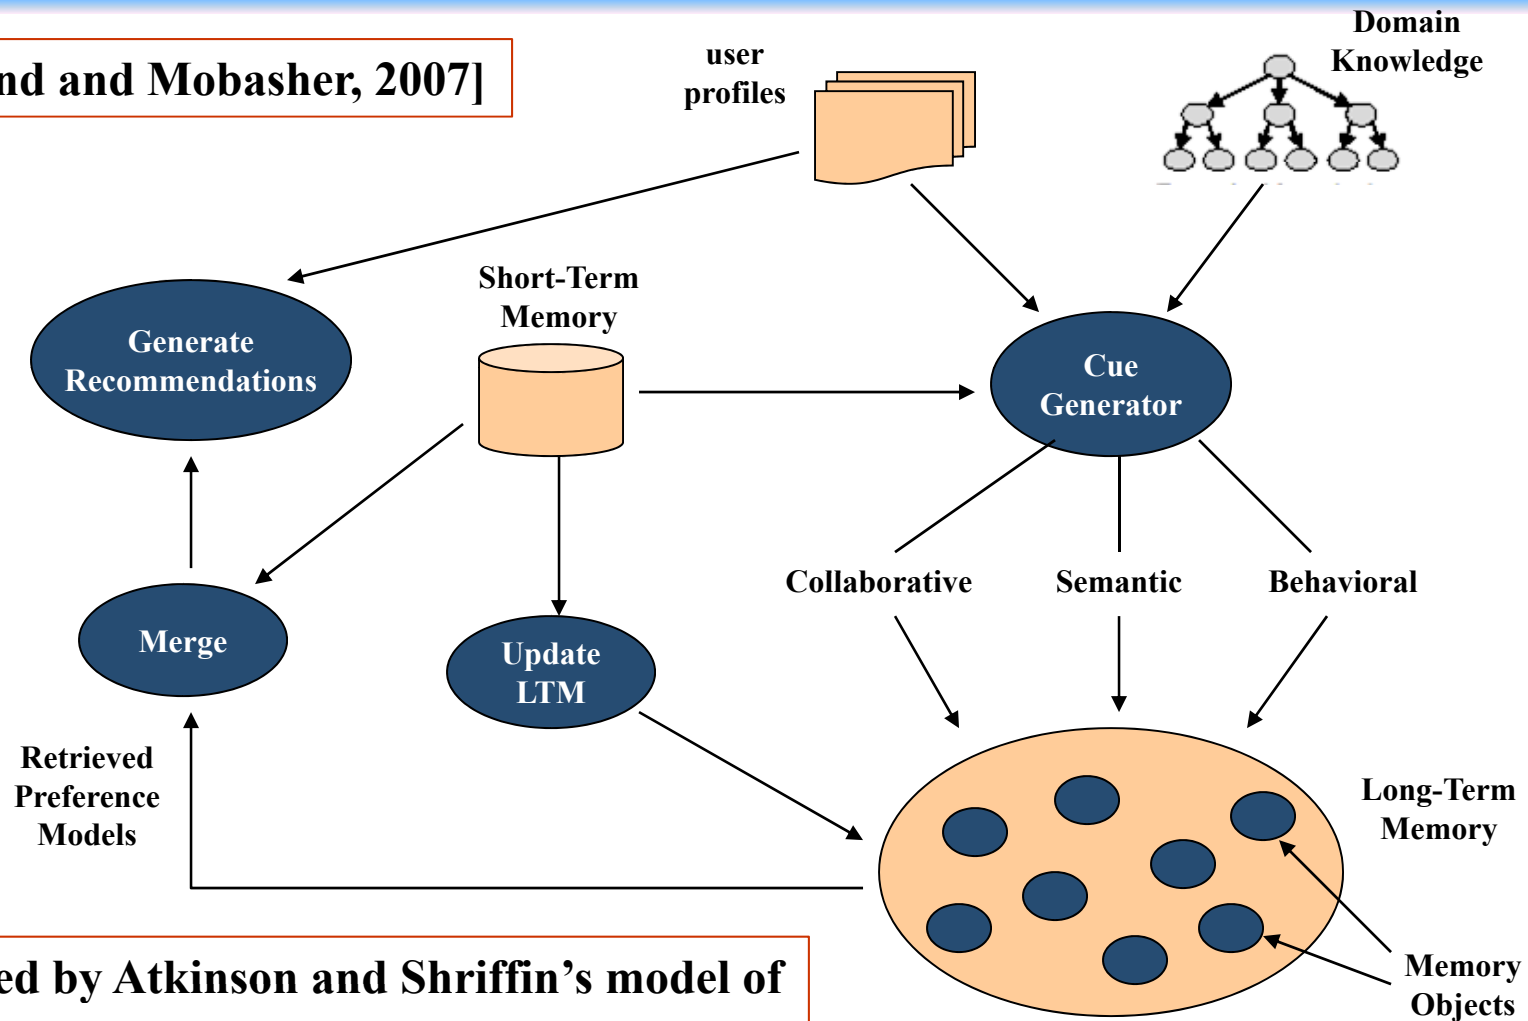 Domain
Knowledge
user
profiles
nd and Mobasher, 2007]
Short-Term
Memory
Generate
Recommendations
Cue
Generator
Collaborative
Semantic
Behavioral
Merge
Update
LTM
Retrieved
Preference
Models
Long-Term
Memory
ed by Atkinson and Shriffin’s model of
Memory
Objects